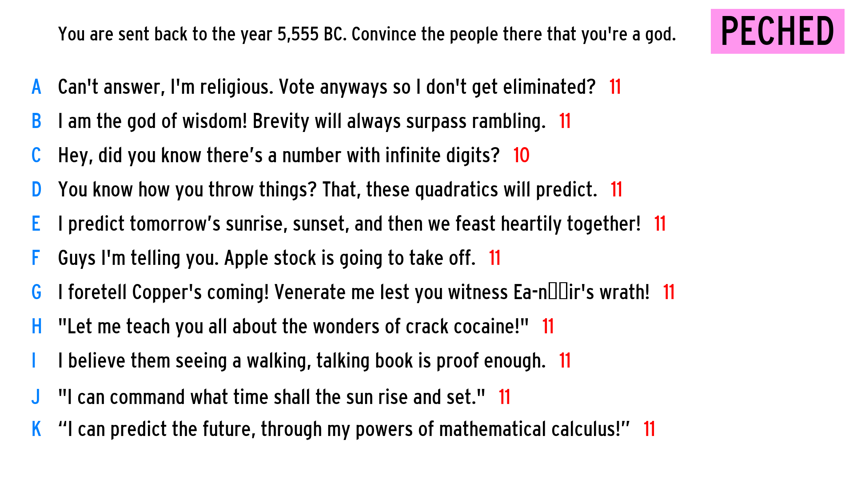 You are sent back to the year 5,555 BC. Convince the people there that you're a god.
PECHED
A Can't answer, I'm religious. Vote anyways so I don't get eliminated? 11
B I am the god of wisdom! Brevity will always surpass rambling. 11
C Hey, did you know there's a number with infinite digits? 10
D You know how you throw things? That, these quadratics will predict. 11
E I predict tomorrow's sunrise, sunset, and then we feast heartily together! 11
F Guys I'm telling you. Apple stock is going to take off. 11
G I foretell Copper's coming! Venerate me lest you witness Ea-n▯▯ir's wrath! 11
H "Let me teach you all about the wonders of crack cocaine!" 11
I I believe them seeing a walking, talking book is proof enough. 11
J "I can command what time shall the sun rise and set." 11
K “I can predict the future, through my powers of mathematical calculus!” 11